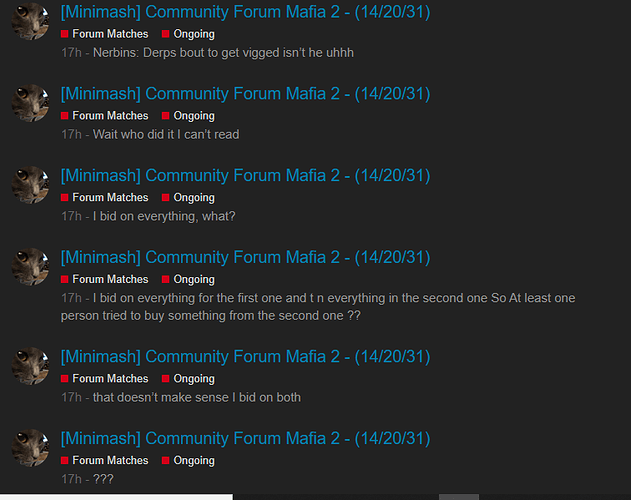 [Minimash] Community Forum Mafia 2 - (14/20/31)
Forum Matches Ongoing
17h - Nerbins: Derps bout to get vigged isn’t he uhhh
[Minimash] Community Forum Mafia 2 - (14/20/31)
Forum Matches Ongoing
17h - Wait who did it I can’t read
[Minimash] Community Forum Mafia 2 - (14/20/31)
Forum Matches Ongoing
17h - I bid on everything, what?
[Minimash] Community Forum Mafia 2 - (14/20/31)
Forum Matches Ongoing
17h - I bid on everything for the first one and t n everything in the second one So At least one
person tried to buy something from the second one ??
[Minimash] Community Forum Mafia 2 - (14/20/31)
Forum Matches Ongoing
17h - that doesn’t make sense I bid on both
[Minimash] Community Forum Mafia 2 - (14/20/31)
Forum Matches Ongoing
17h - ???